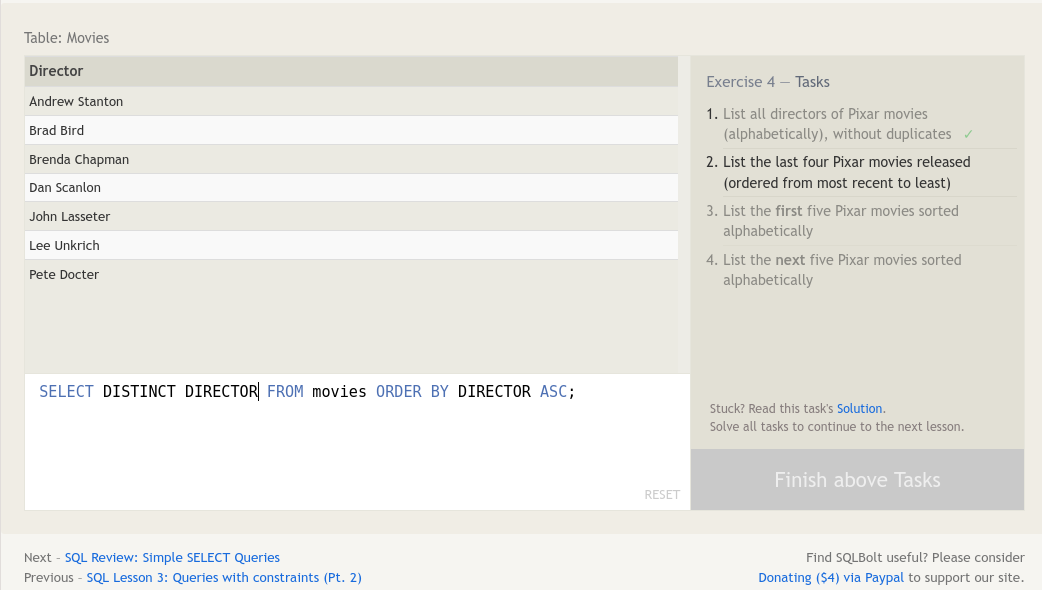 Table: Movies
Director
Andrew Stanton
Brad Bird
Brenda Chapman
Dan Scanlon
John Lasseter
Lee Unkrich
Pete Docter
SELECT DISTINCT DIRECTOR FROM movies ORDER BY DIRECTOR ASC;
RESET
Exercise 4 — Tasks
1. List all directors of Pixar movies
(alphabetically), without duplicates ✓
2. List the last four Pixar movies released
(ordered from most recent to least)
3. List the first five Pixar movies sorted
alphabetically
4. List the next five Pixar movies sorted
alphabetically
Stuck? Read this task's Solution.
Solve all tasks to continue to the next lesson.
Finish above Tasks
Next - SQL Review: Simple SELECT Queries
Previous - SQL Lesson 3: Queries with constraints (Pt. 2)
Find SQLBolt useful? Please consider
Donating ($4) via Paypal to support our site.